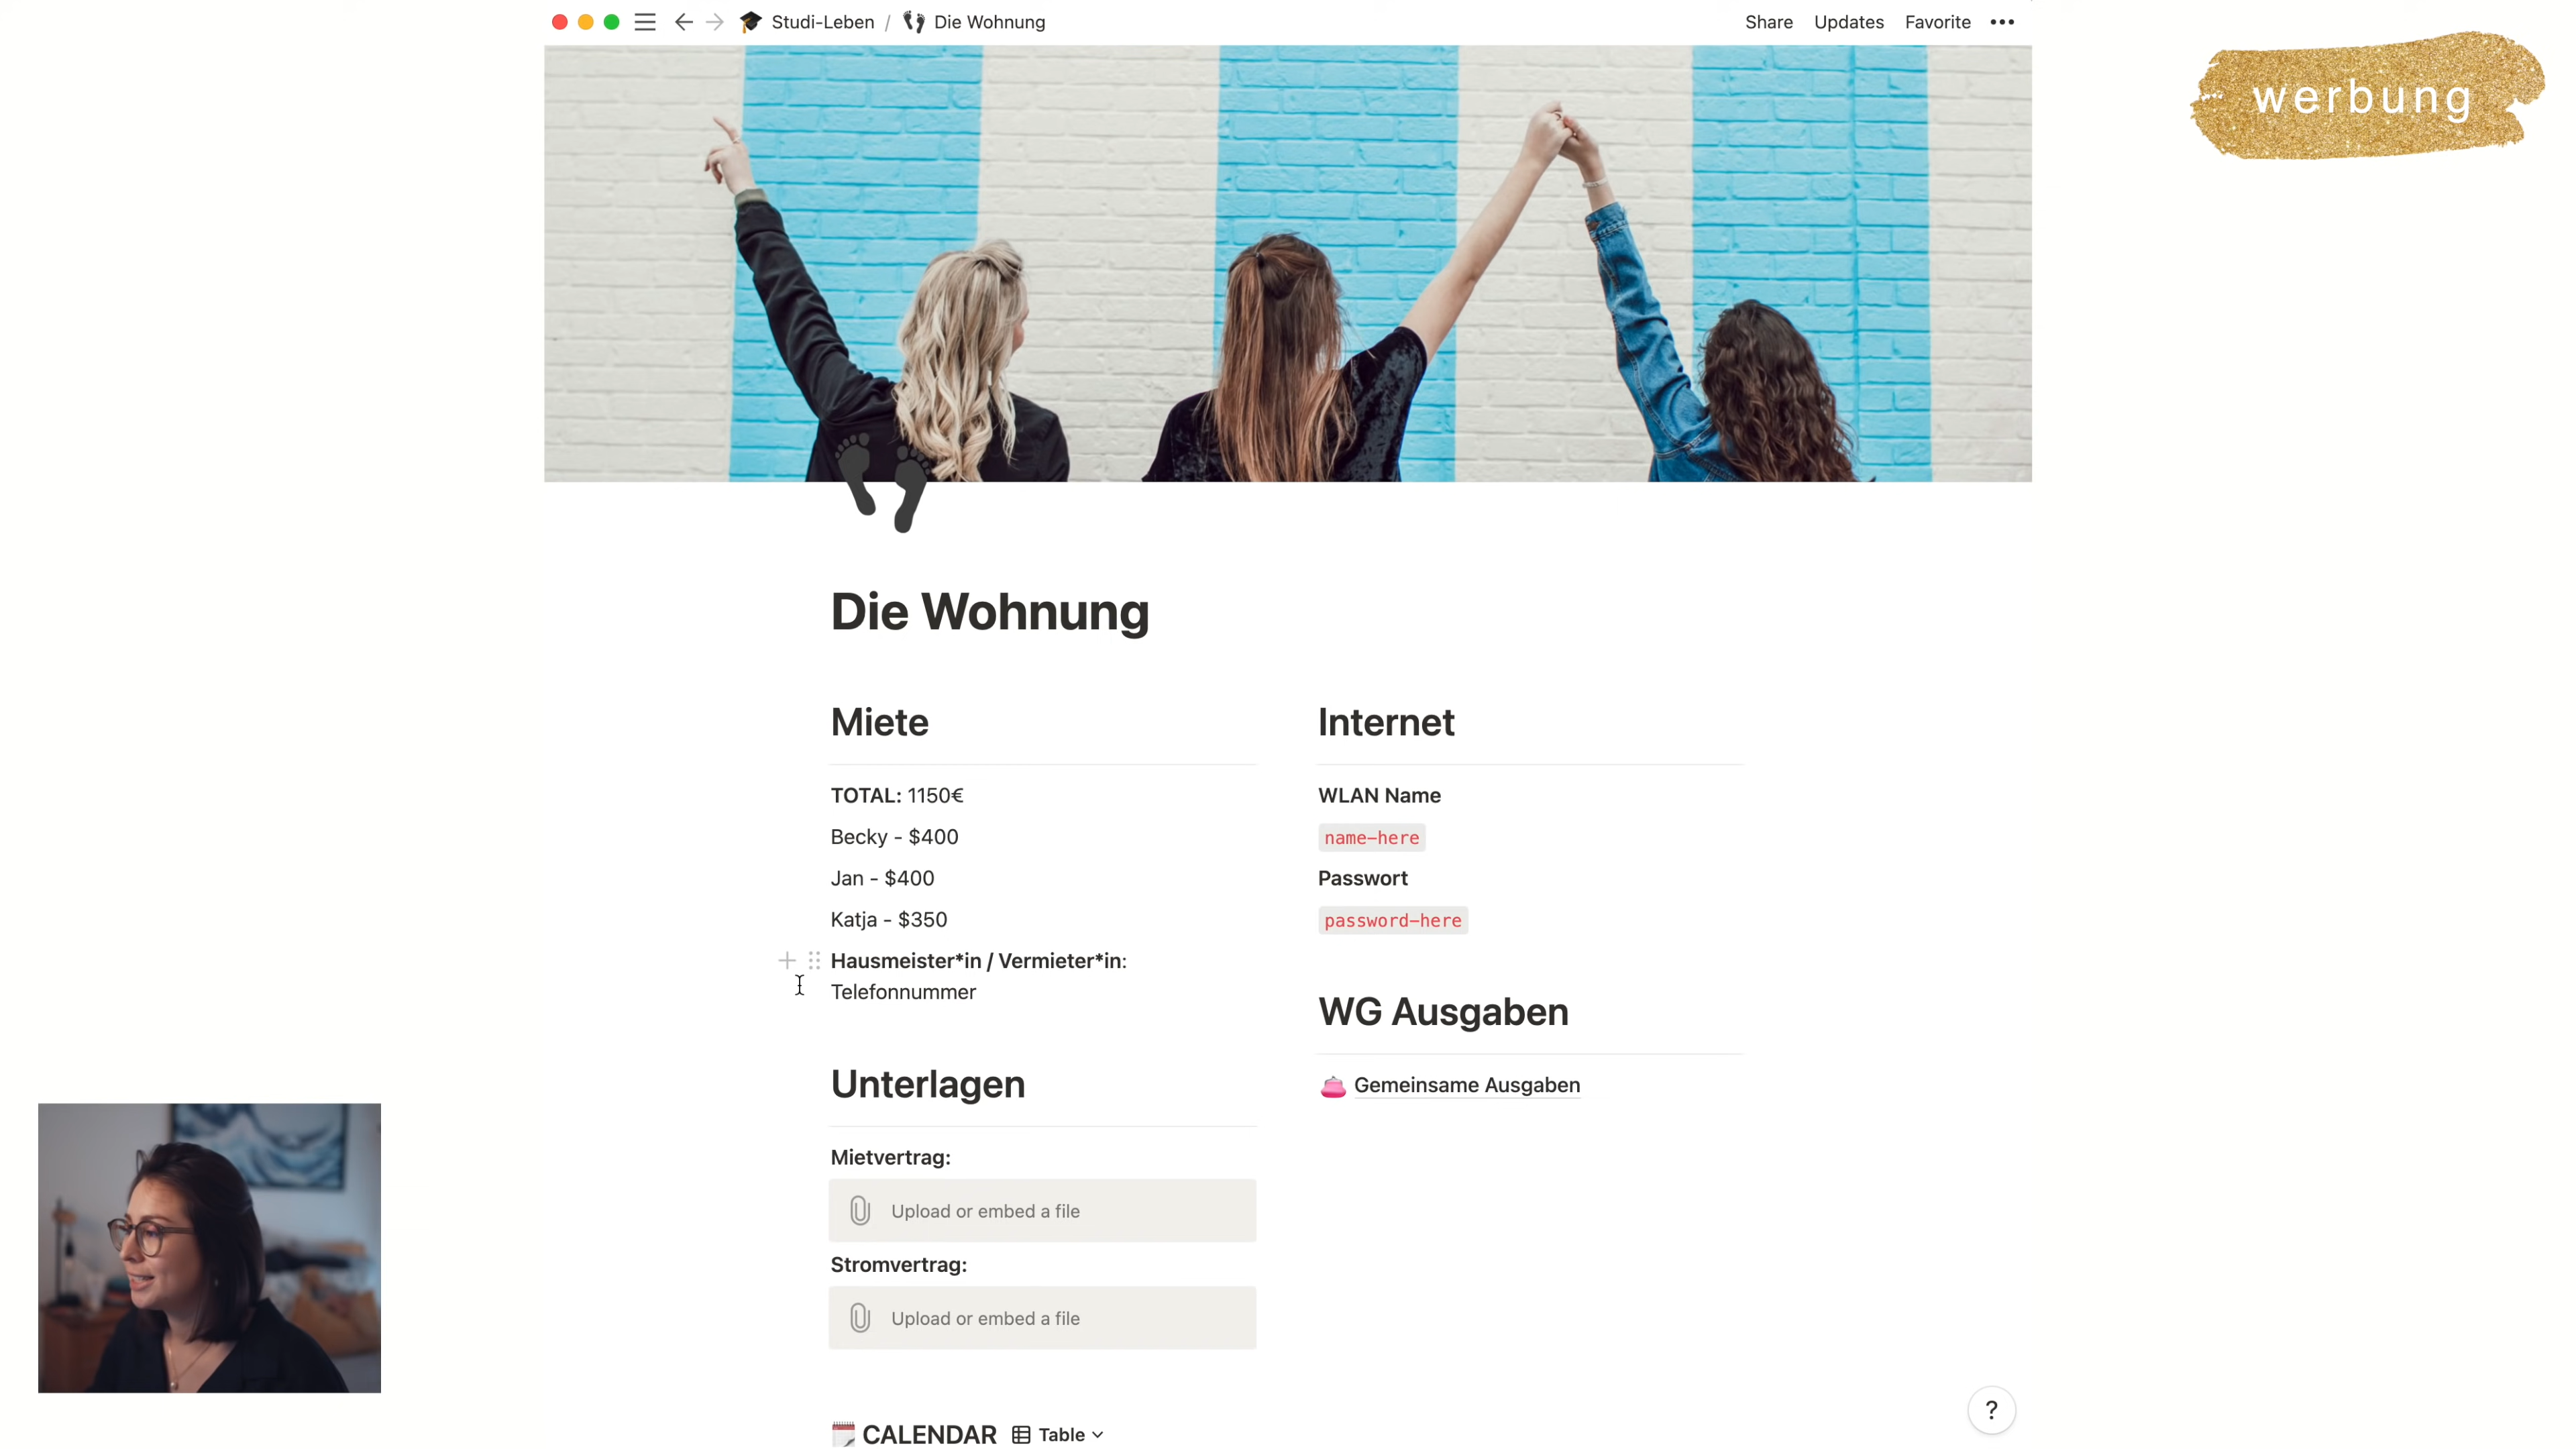 Studi-Leben / Die Wohnung
Share Updates Favorite •••
werbung
Die Wohnung
Miete
TOTAL: 1150€
Becky - $400
Jan - $400
Katja - $350
Hausmeister*in / Vermieter*in:
Telefonnummer
Unterlagen
Mietvertrag:
Upload or embed a file
Stromvertrag:
Upload or embed a file
CALENDAR Table
Internet
WLAN Name
name-here
Passwort
password-here
WG Ausgaben
Gemeinsame Ausgaben
?